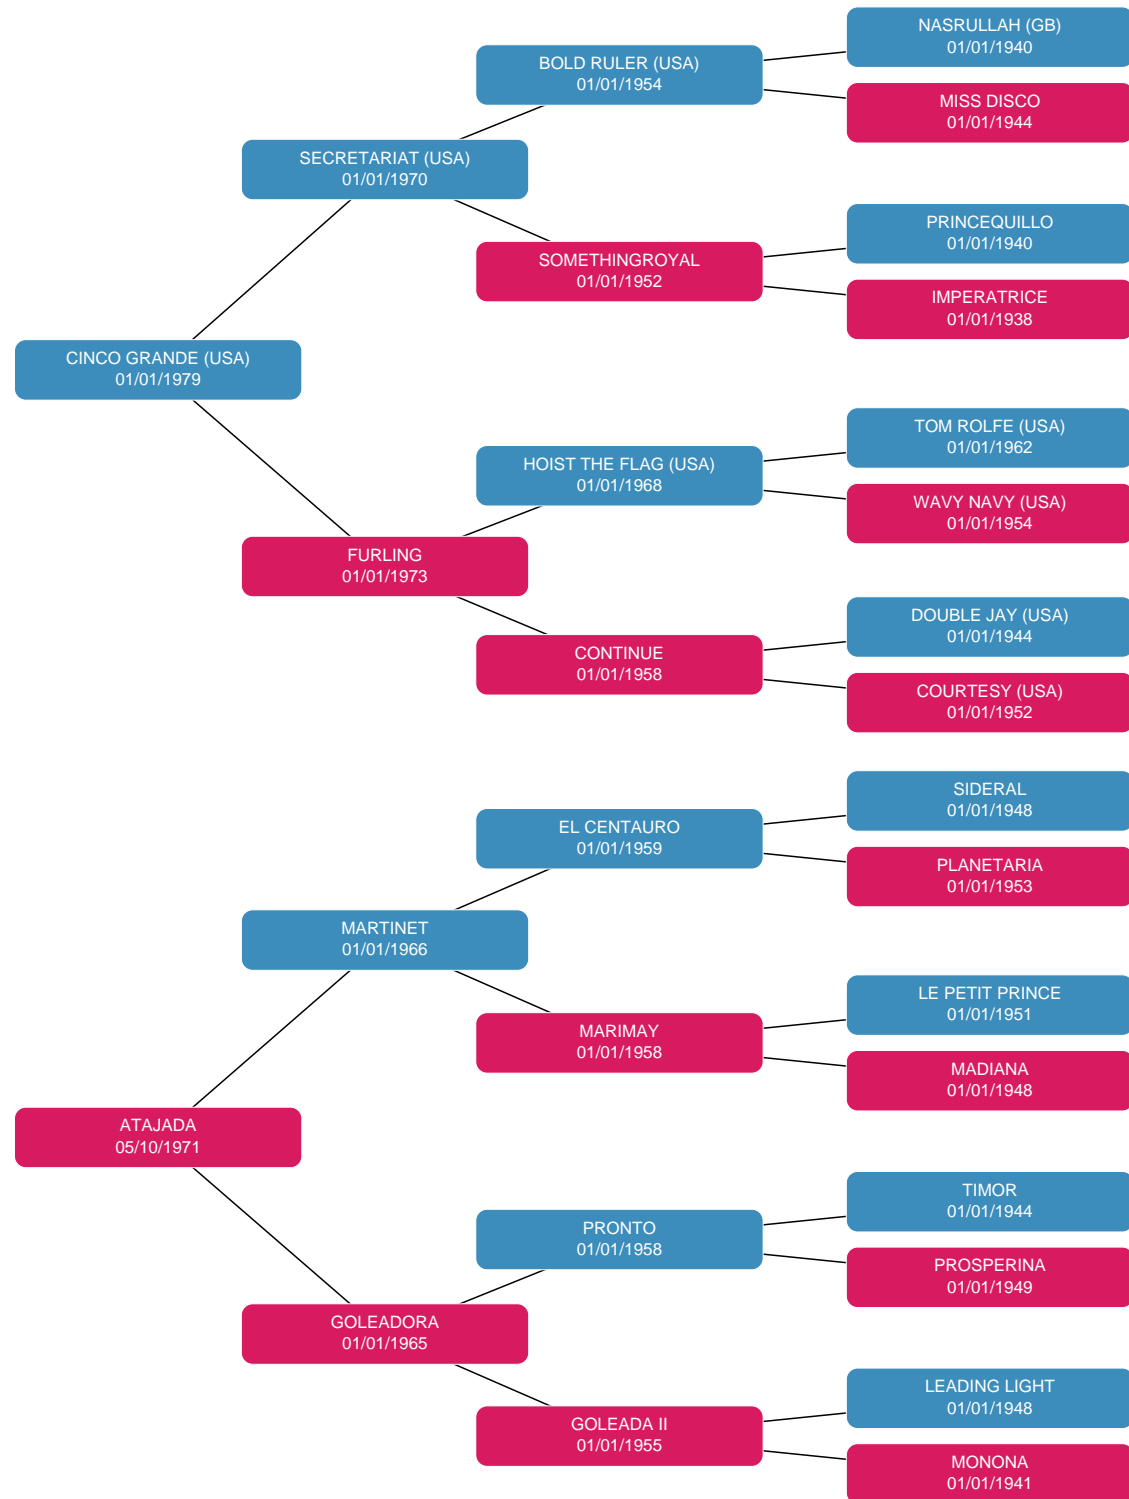 NASRULLAH (GB)
01/01/1940
BOLD RULER (USA)
01/01/1954
MISS DISCO
01/01/1944
SECRETARIAT (USA)
01/01/1970
PRINCEQUILLO
01/01/1940
SOMETHINGROYAL
01/01/1952
IMPERATRICE
01/01/1938
CINCO GRANDE (USA)
01/01/1979
TOM ROLFE (USA)
01/01/1962
HOIST THE FLAG (USA)
01/01/1968
WAVY NAVY (USA)
01/01/1954
FURLING
01/01/1973
DOUBLE JAY (USA)
01/01/1944
CONTINUE
01/01/1958
COURTESY (USA)
01/01/1952
SIDERAL
01/01/1948
EL CENTAURO
01/01/1959
PLANETARIA
01/01/1953
MARTINET
01/01/1966
LE PETIT PRINCE
01/01/1951
MARIMAY
01/01/1958
MADIANA
01/01/1948
ATAJADA
05/10/1971
TIMOR
01/01/1944
PRONTO
01/01/1958
PROSPERINA
01/01/1949
GOLEADORA
01/01/1965
LEADING LIGHT
01/01/1948
GOLEADA II
01/01/1955
MONONA
01/01/1941